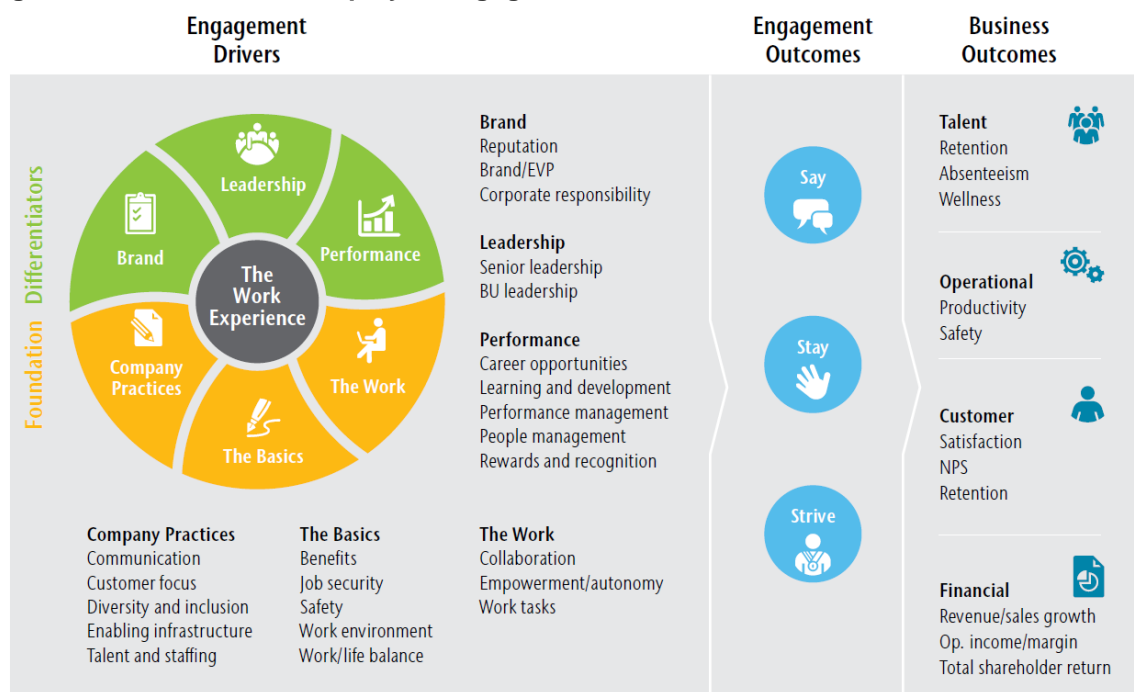 Engagement
Drivers
Engagement
Outcomes
Business
Outcomes
Differentiators
Foundation
Leadership
Brand
Performance
The
Work
Experience
Company
Practices
The Work
The Basics
Brand
Reputation
Brand/EVP
Corporate responsibility
Leadership
Senior leadership
BU leadership
Performance
Career opportunities
Learning and development
Performance management
People management
Rewards and recognition
Company Practices
Communication
Customer focus
Diversity and inclusion
Enabling infrastructure
Talent and staffing
The Basics
Benefits
Job security
Safety
Work environment
Work/life balance
The Work
Collaboration
Empowerment/autonomy
Work tasks
Say
Stay
Strive
Talent
Retention
Absenteeism
Wellness
Operational
Productivity
Safety
Customer
Satisfaction
NPS
Retention
Financial
Revenue/sales growth
Op. income/margin
Total shareholder return